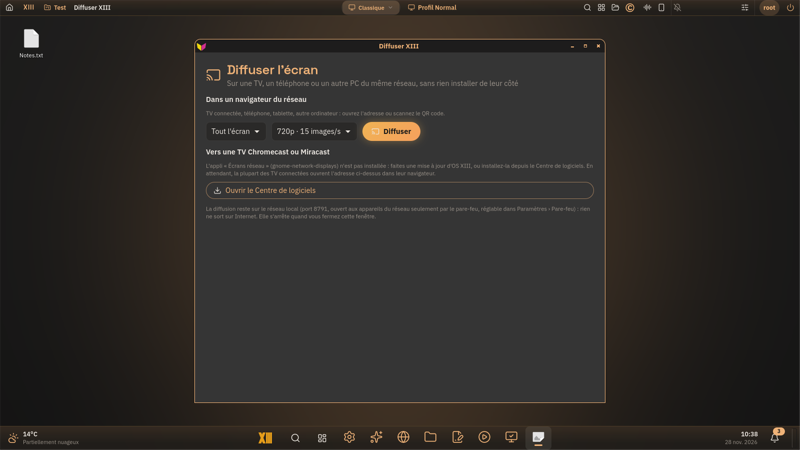 XIII
Test
Diffuser XIII
Classique
Profil Normal
root
Notes.txt
Diffuser XIII
Diffuser l'écran
Sur une TV, un téléphone ou un autre PC du même réseau, sans rien installer de leur côté
Dans un navigateur du réseau
TV connectée, téléphone, tablette, autre ordinateur : ouvrez l'adresse ou scannez le QR code.
Tout l'écran
720p · 15 images/s
Diffuser
Vers une TV Chromecast ou Miracast
L'appli « Écrans réseau » (gnome-network-displays) n'est pas installée : faites une mise à jour d'OS XIII, ou installez-la depuis le Centre de logiciels. En
attendant, la plupart des TV connectées ouvrent l'adresse ci-dessus dans leur navigateur.
Ouvrir le Centre de logiciels
La diffusion reste sur le réseau local (port 8791, ouvert aux appareils du réseau seulement par le pare-feu, réglable dans Paramètres › Pare-feu) : rien
ne sort sur Internet. Elle s'arrête quand vous fermez cette fenêtre.
14°C
Partiellement nuageux
XIII
10:38
28 nov. 2026
3